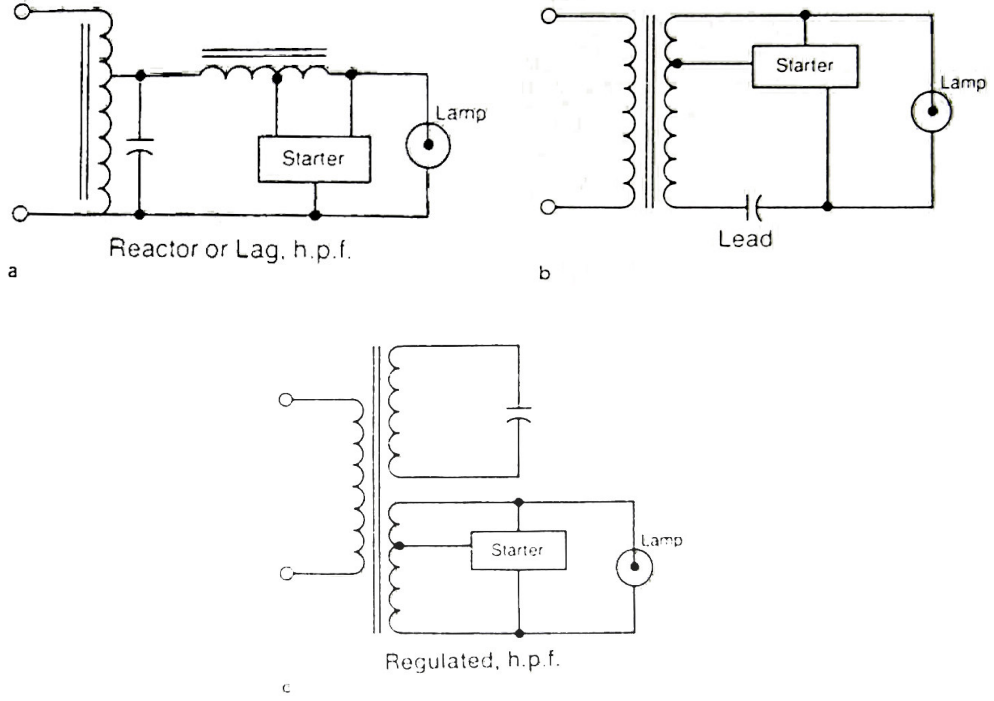 Lamp
Starter
Reactor or Lag, h.p.f.
a
Starter
Lamp
Lead
b
Starter
Lamp
Regulated, h.p.f.
c